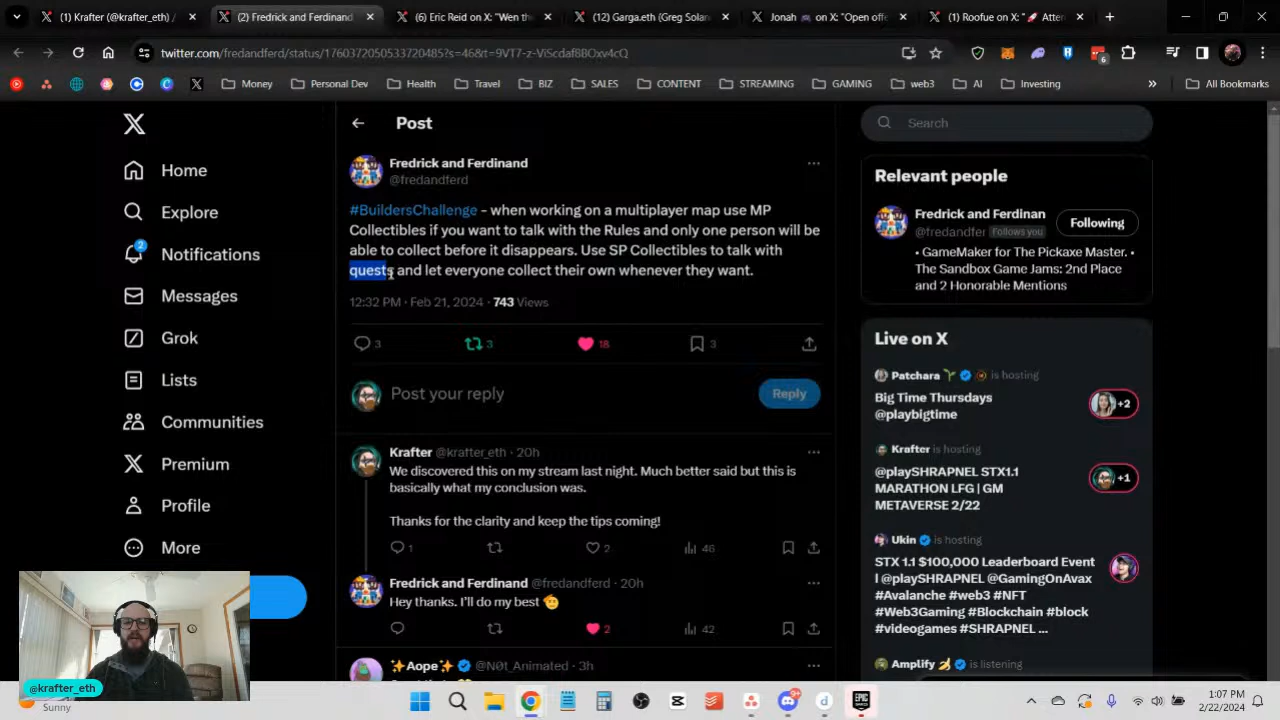 (1) Krafter (@krafter_eth) /
(2) Fredrick and Ferdinand
(6) Eric Reid on X: "Wen the
(12) Garga.eth (Greg Solan
Jonah on X: "Open off
(1) Roofue on X: "🚀 Atten
twitter.com/fredandferd/status/1760372050533720485?s=46&t=9VT7-z-ViScdaf8BOxv4cQ
6
Money
Personal Dev
Health
Travel
BIZ
SALES
CONTENT
STREAMING
GAMING
web3
AI
Investing
All Bookmarks
Home
Explore
2
Notifications
Messages
Grok
Lists
Communities
Premium
Profile
More
Post
Fredrick and Ferdinand
@fredandferd
#BuildersChallenge - when working on a multiplayer map use MP
Collectibles if you want to talk with the Rules and only one person will be
able to collect before it disappears. Use SP Collectibles to talk with
quests and let everyone collect their own whenever they want.
12:32 PM · Feb 21, 2024 · 743 Views
3
3
18
3
Post your reply
Reply
Krafter @krafter_eth · 20h
We discovered this on my stream last night. Much better said but this is
basically what my conclusion was.
Thanks for the clarity and keep the tips coming!
1
2
46
Fredrick and Ferdinand @fredandferd · 20h
Hey thanks. I'll do my best 🫡
2
42
✨Aope✨ @N0t_Animated · 3h
Search
Relevant people
Fredrick and Ferdinan
@fredandfer Follows you
Following
• GameMaker for The Pickaxe Master. •
The Sandbox Game Jams: 2nd Place
and 2 Honorable Mentions
Live on X
Patchara is hosting
Big Time Thursdays
@playbigtime
+2
Krafter is hosting
@playSHRAPNEL STX1.1
MARATHON LFG | GM
METAVERSE 2/22
+1
Ukin is hosting
STX 1.1 $100,000 Leaderboard Event
| @playSHRAPNEL @GamingOnAvax
#Avalanche #web3 #NFT
#Web3Gaming #Blockchain #block
#videogames #SHRAPNEL ...
Amplify is listening
@krafter_eth
Sunny
EPIC
GAMES
1:07 PM
2/22/2024